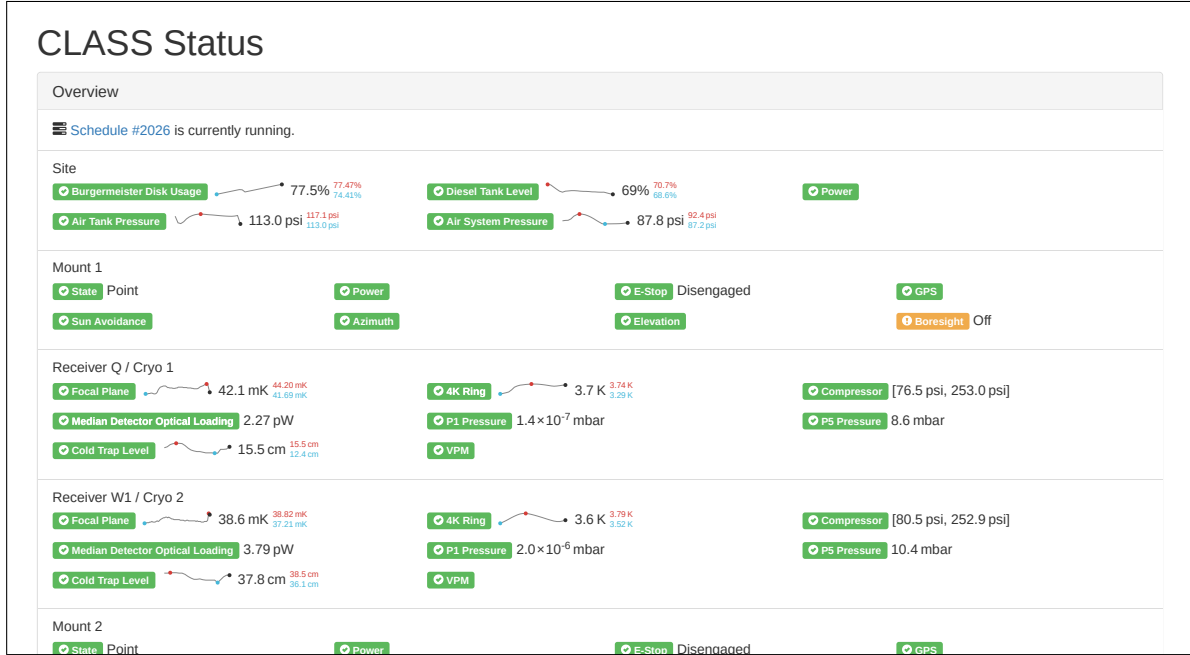 CLASS Status
Overview
Schedule #2026 is currently running.
Site
Burgermeister Disk Usage 77.5% 77.47% 74.41% Diesel Tank Level 69% 70.7% 68.6% Power
Air Tank Pressure 113.0 psi 117.1 psi 113.0 psi Air System Pressure 87.8 psi 92.4 psi 87.2 psi
Mount 1
State Point Power E-Stop Disengaged GPS
Sun Avoidance Azimuth Elevation Boresight Off
Receiver Q / Cryo 1
Focal Plane 42.1 mK 44.20 mK 41.69 mK 4K Ring 3.7 K 3.74 K 3.29 K Compressor [76.5 psi, 253.0 psi]
Median Detector Optical Loading 2.27 pW P1 Pressure 1.4×10⁻⁷ mbar P5 Pressure 8.6 mbar
Cold Trap Level 15.5 cm 15.5 cm 12.4 cm VPM
Receiver W1 / Cryo 2
Focal Plane 38.6 mK 38.82 mK 37.21 mK 4K Ring 3.6 K 3.79 K 3.52 K Compressor [80.5 psi, 252.9 psi]
Median Detector Optical Loading 3.79 pW P1 Pressure 2.0×10⁻⁶ mbar P5 Pressure 10.4 mbar
Cold Trap Level 37.8 cm 38.5 cm 36.1 cm VPM
Mount 2
State Point Power E-Stop Disengaged GPS